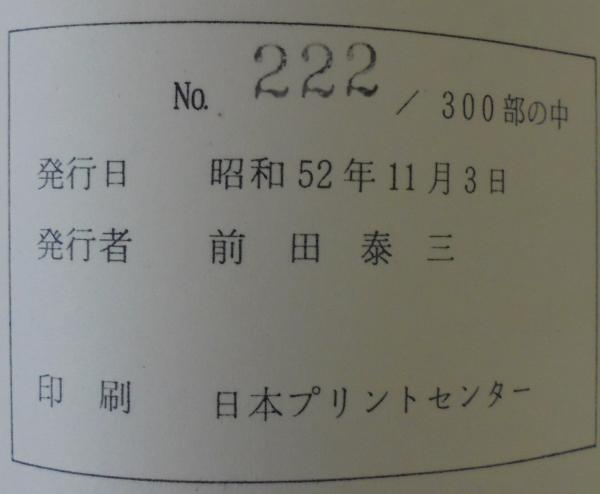 No. 222 / 300部の中
発行日 昭和52年11月3日
発行者 前田泰三
印刷 日本プリントセンター